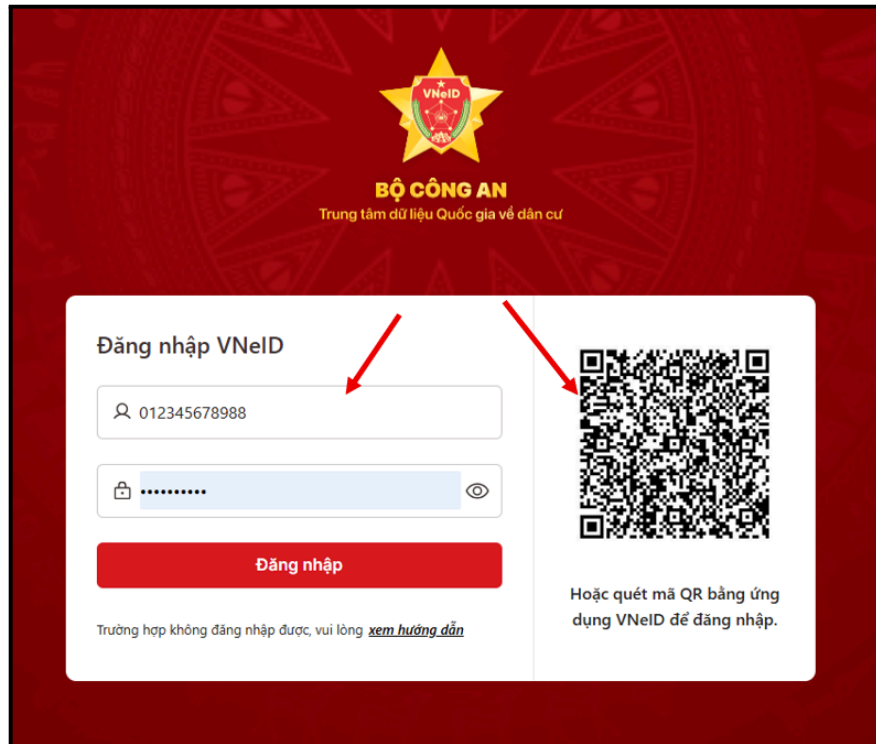 VNeID
BỘ CÔNG AN
Trung tâm dữ liệu Quốc gia về dân cư
Đăng nhập VNeID
012345678988
••••••••••
Đăng nhập
Trường hợp không đăng nhập được, vui lòng xem hướng dẫn
Hoặc quét mã QR bằng ứng
dụng VNeID để đăng nhập.